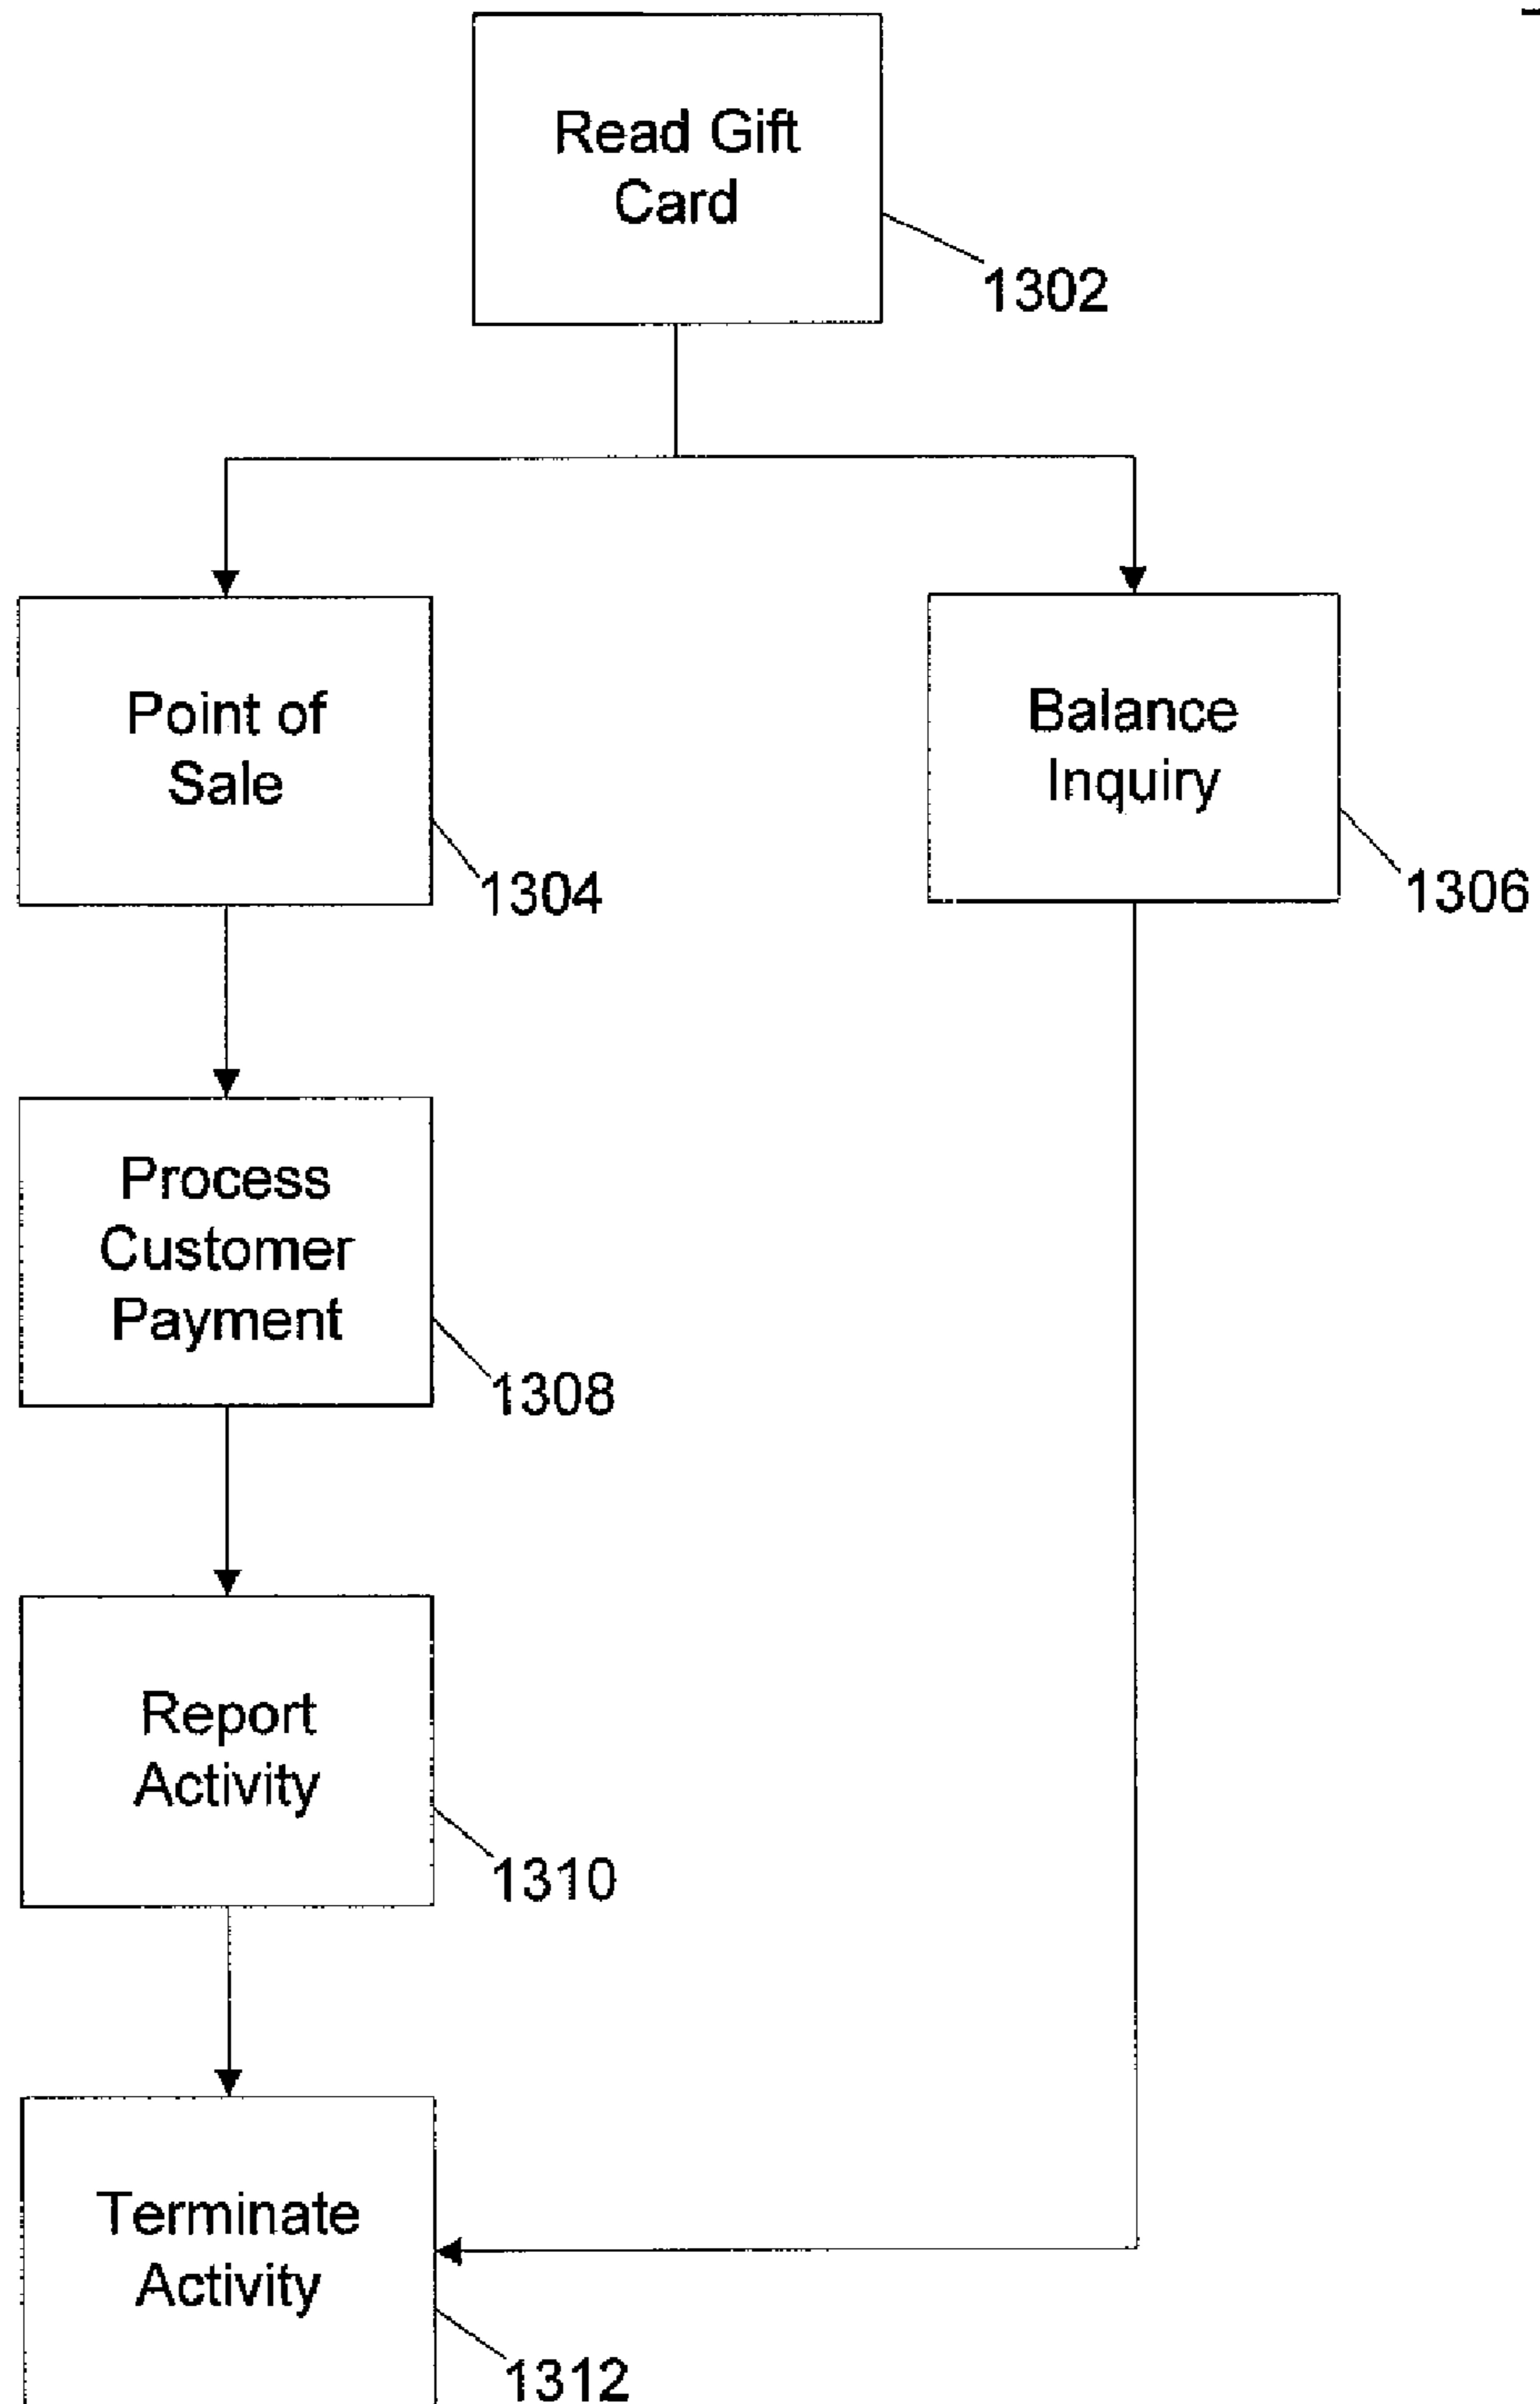 Read Gift
Card
1302
Point of
Sale
1304
Balance
Inquiry
1306
Process
Customer
Payment
1308
Report
Activity
1310
Terminate
Activity
1312